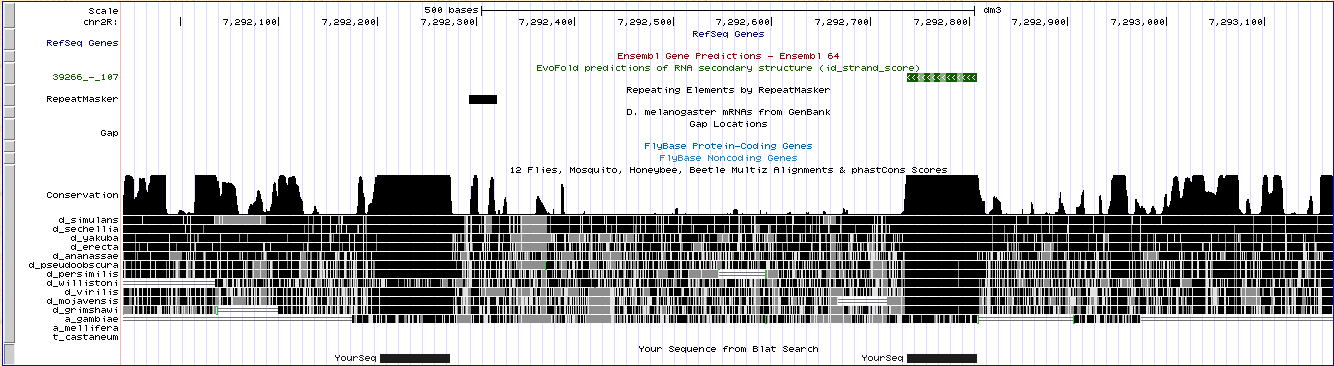 Scale 500 bases dm3
chr2R: 7,292,100 7,292,200 7,292,300 7,292,400 7,292,500 7,292,600 7,292,700 7,292,800 7,292,900 7,293,000 7,293,100
RefSeq Genes
RefSeq Genes
Ensembl Gene Predictions - Ensembl 64
EvoFold predictions of RNA secondary structure (id_strand_score)
39266_-_107
Repeating Elements by RepeatMasker
RepeatMasker
D. melanogaster mRNAs from GenBank
Gap Locations
Gap
FlyBase Protein-Coding Genes
FlyBase Noncoding Genes
12 Flies, Mosquito, Honeybee, Beetle Multiz Alignments & phastCons Scores
Conservation
d_simulans
d_sechellia
d_yakuba
d_erecta
d_ananassae
d_pseudoobscura
d_persimilis
d_willistoni
d_virilis
d_mojavensis
d_grimshawi
a_gambiae
a_mellifera
t_castaneum
Your Sequence from Blat Search
YourSeq YourSeq